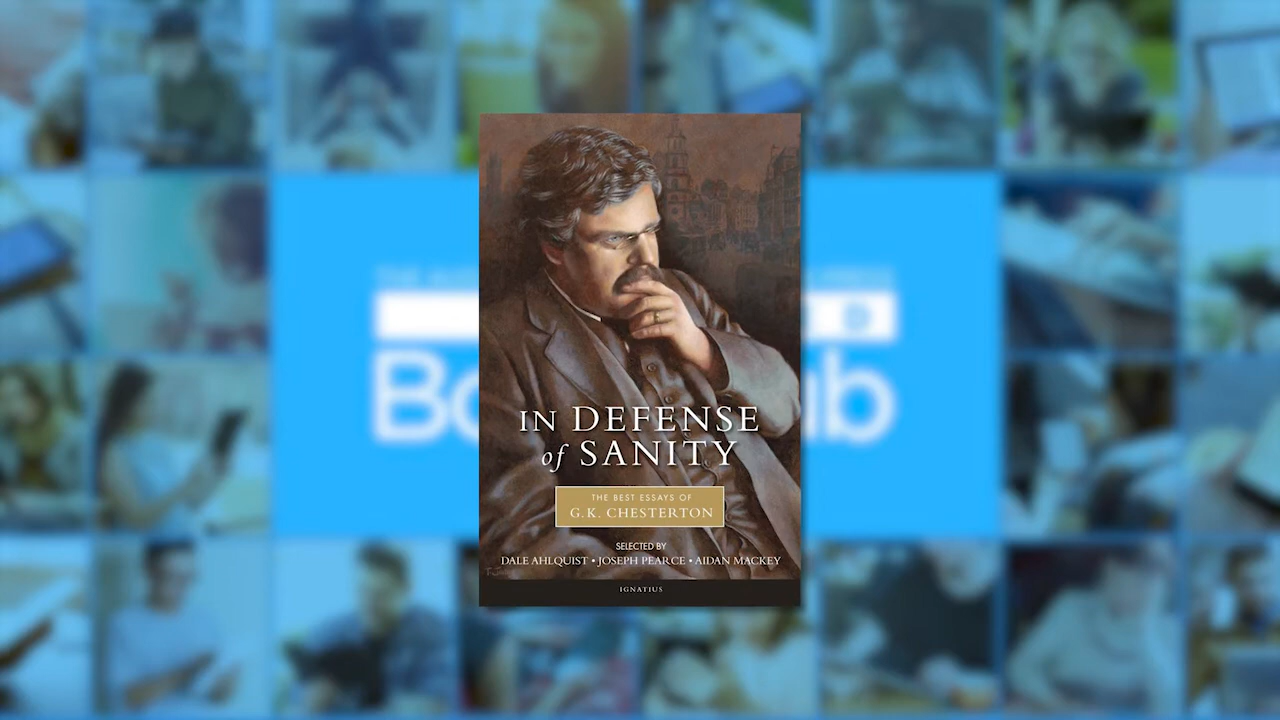 IN DEFENSE
of SANITY
THE BEST ESSAYS OF
G.K. CHESTERTON
SELECTED BY
DALE AHLQUIST • JOSEPH PEARCE • AIDAN MACKEY
IGNATIUS